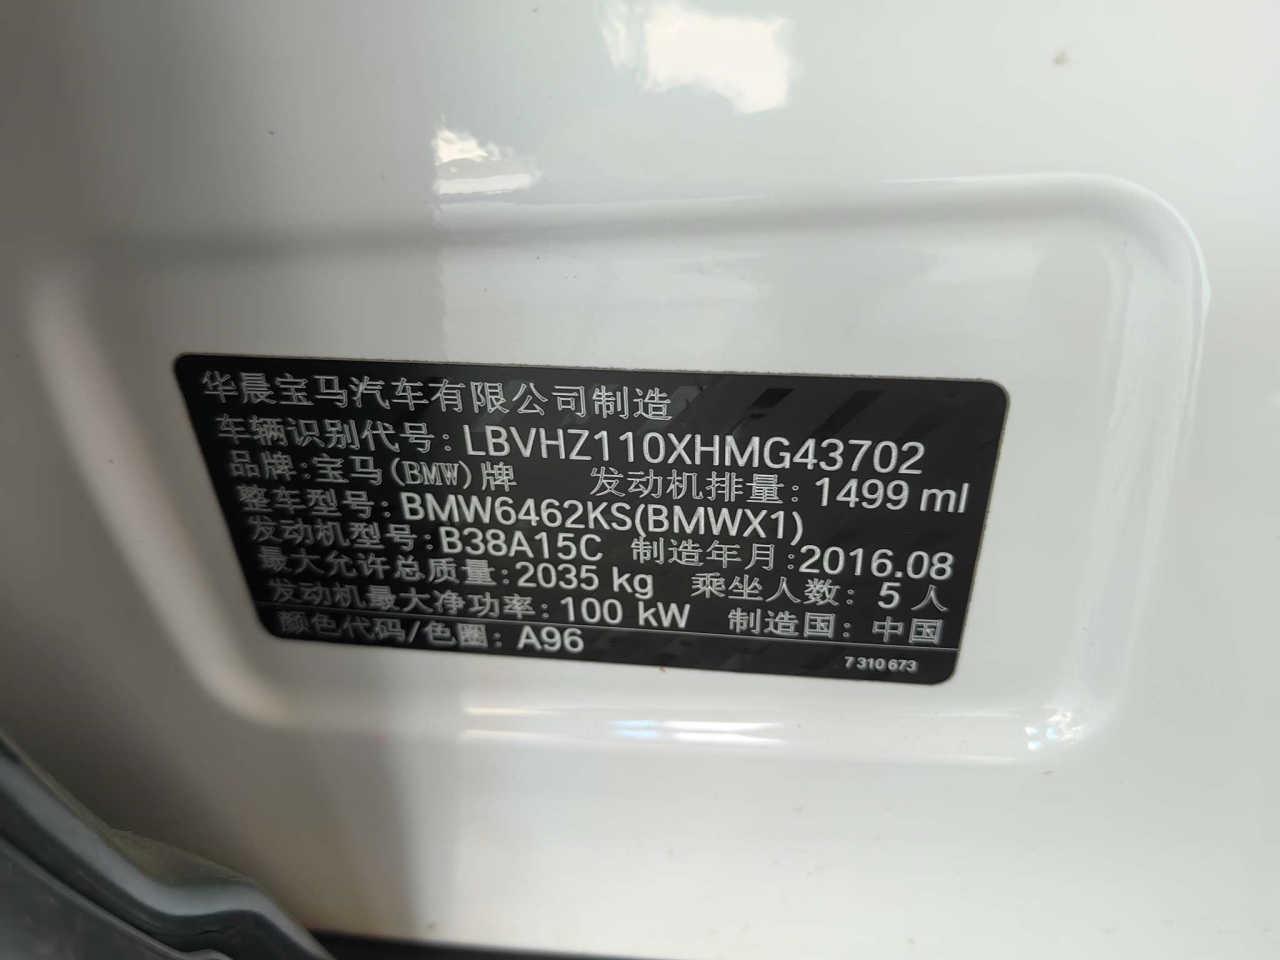 华晨宝马汽车有限公司制造
车辆识别代号: LBVHZ110XHMG43702
品牌: 宝马(BMW)牌 发动机排量: 1499 ml
整车型号: BMW6462KS(BMWX1)
发动机型号: B38A15C 制造年月: 2016.08
最大允许总质量: 2035 kg 乘坐人数: 5 人
发动机最大净功率: 100 kW 制造国: 中国
颜色代码/色圈: A96
7 310 673